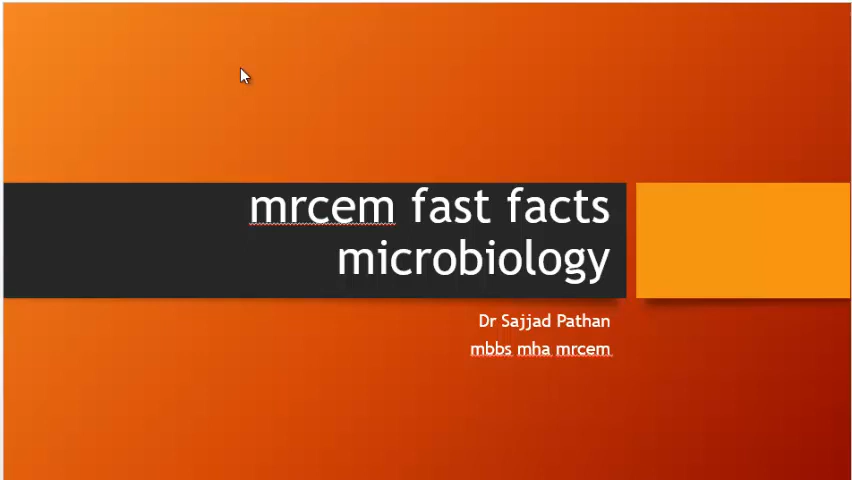 mrcem fast facts
microbiology
Dr Sajjad Pathan
mbbs mha mrcem